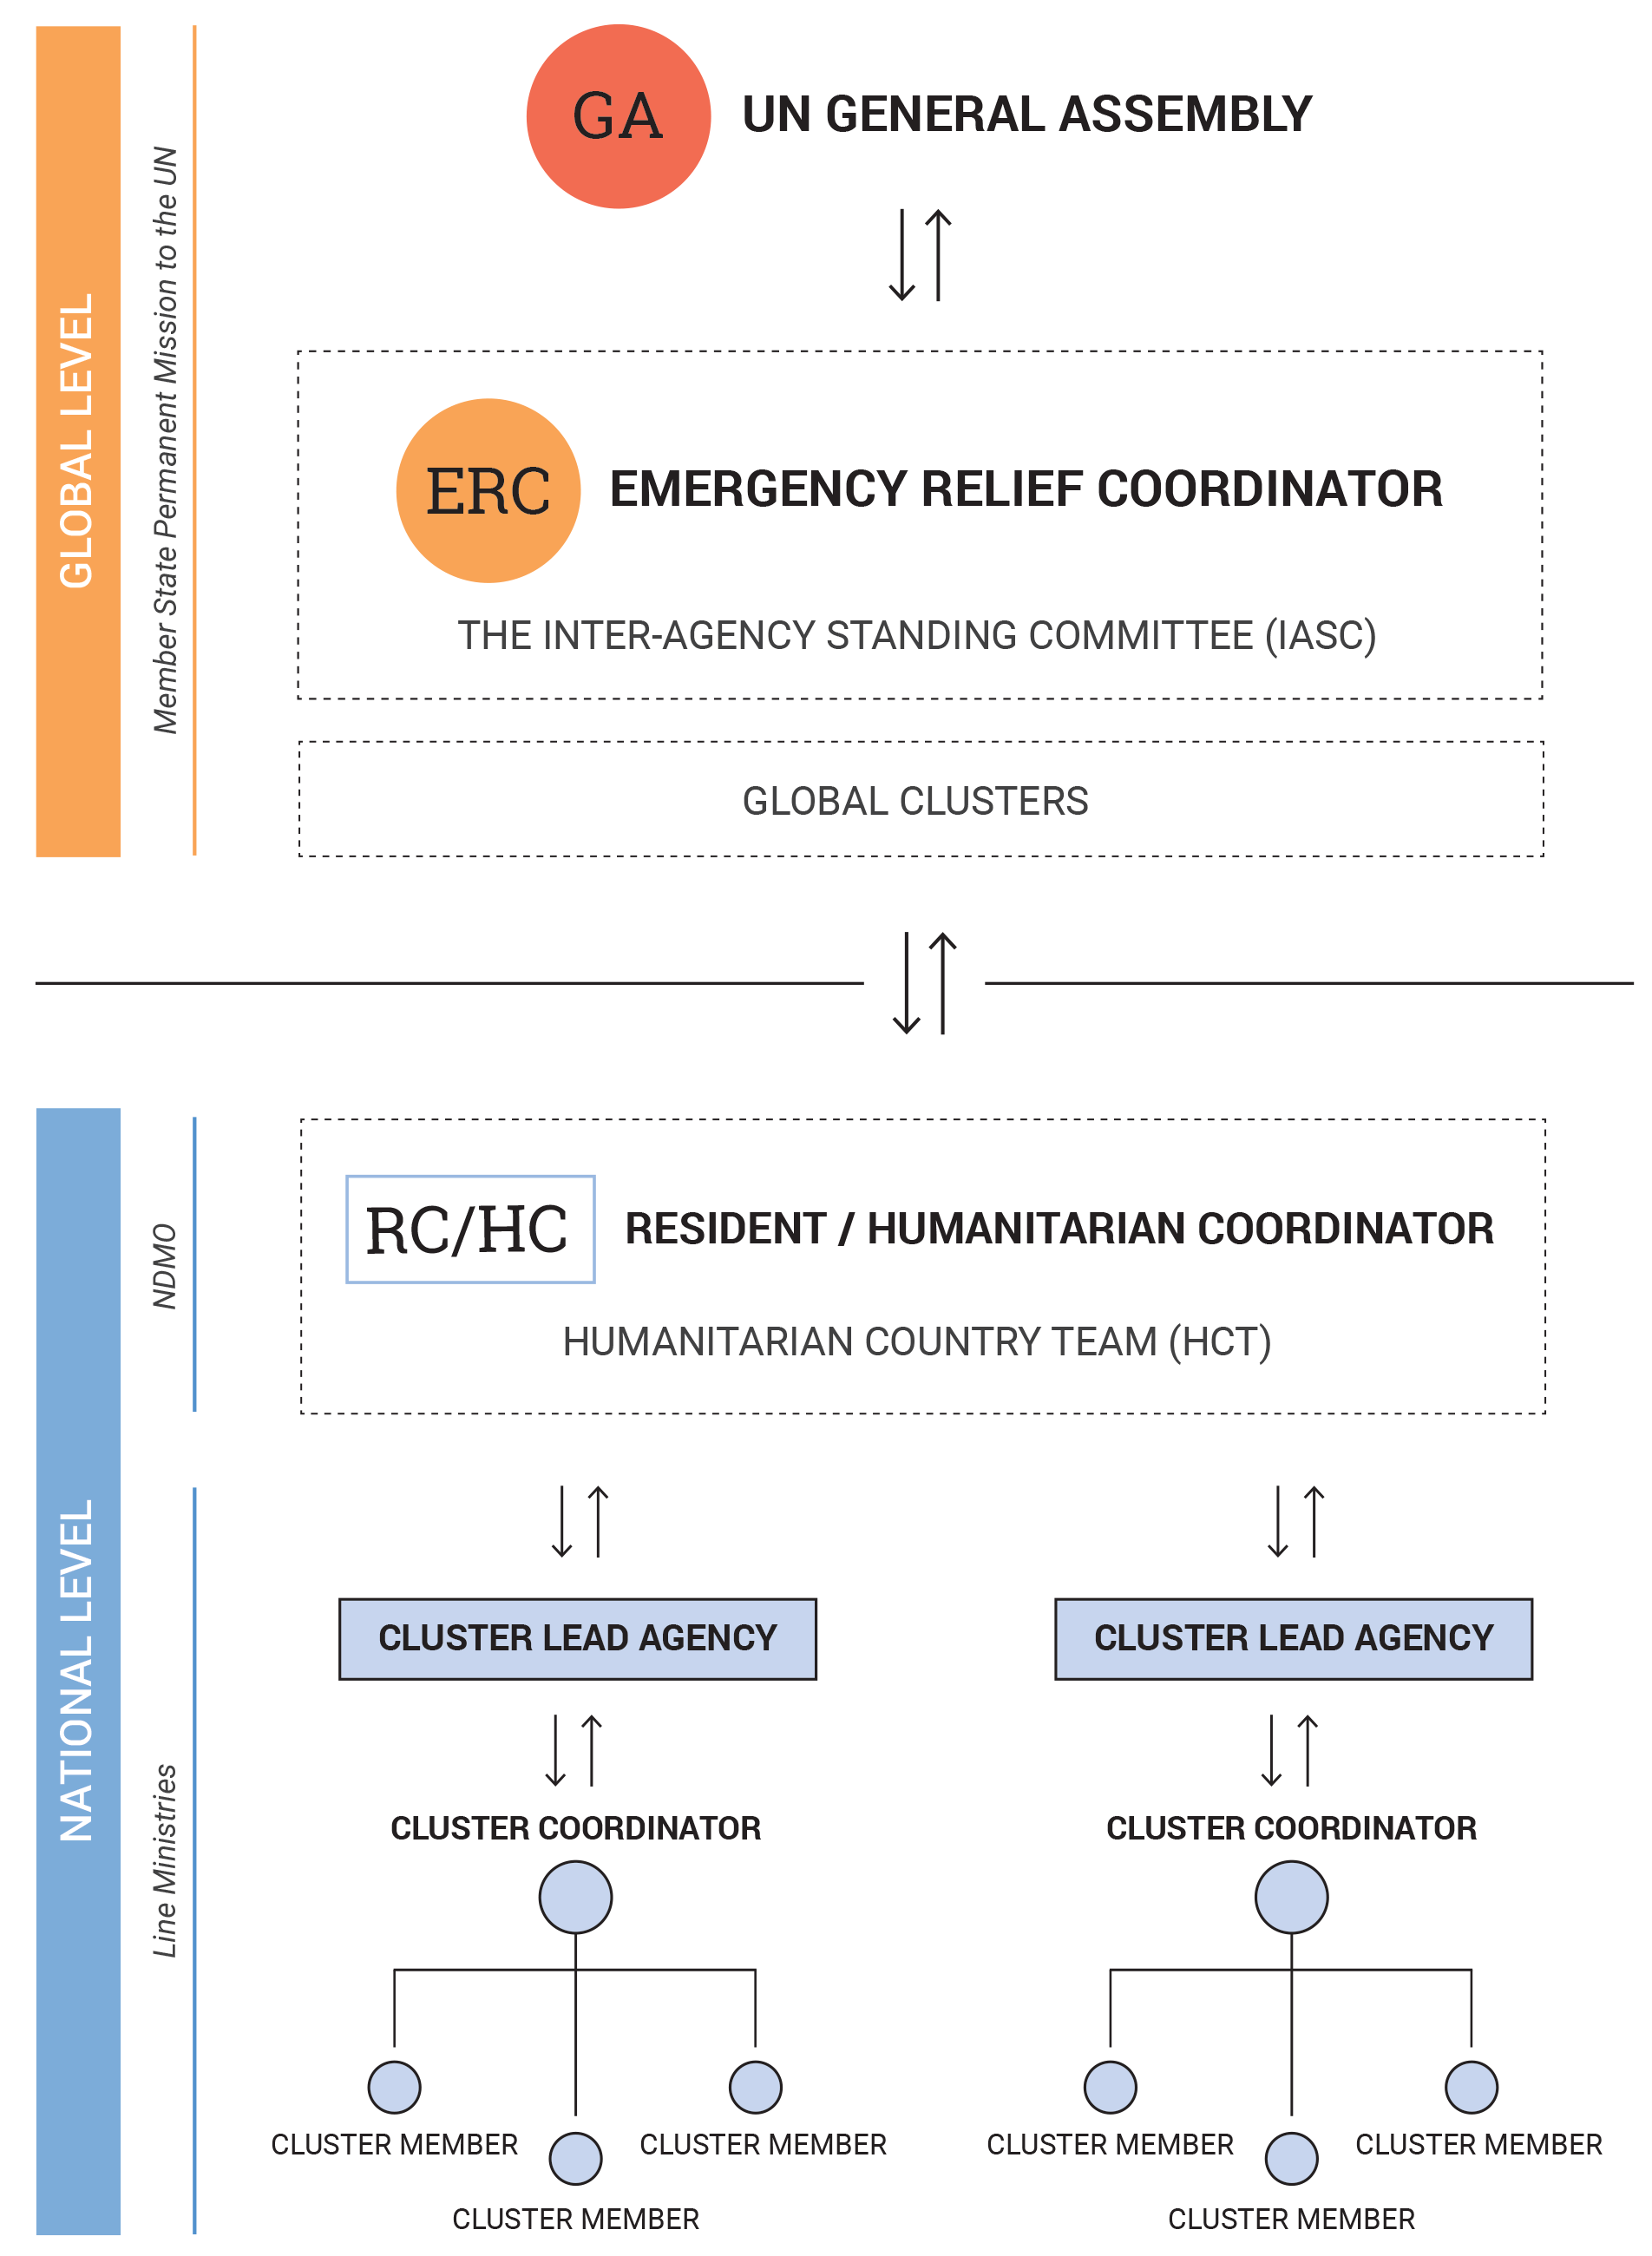 GLOBAL LEVEL
Member State Permanent Mission to the UN
GA
UN GENERAL ASSEMBLY
ERC
EMERGENCY RELIEF COORDINATOR
THE INTER-AGENCY STANDING COMMITTEE (IASC)
GLOBAL CLUSTERS
NATIONAL LEVEL
NDMO
RC/HC
RESIDENT / HUMANITARIAN COORDINATOR
HUMANITARIAN COUNTRY TEAM (HCT)
Line Ministries
CLUSTER LEAD AGENCY
CLUSTER COORDINATOR
CLUSTER MEMBER
CLUSTER MEMBER
CLUSTER MEMBER
CLUSTER LEAD AGENCY
CLUSTER COORDINATOR
CLUSTER MEMBER
CLUSTER MEMBER
CLUSTER MEMBER